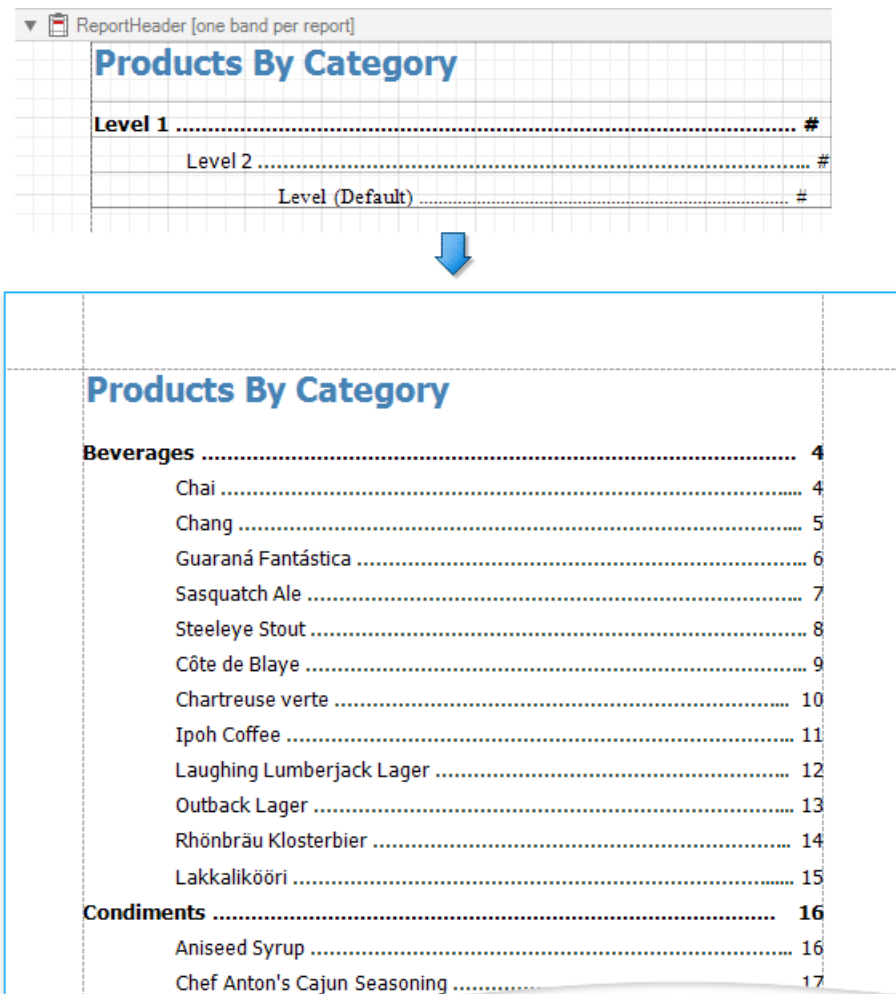 ReportHeader [one band per report]
Products By Category
Level 1 ........................................ #
Level 2 ........................................ #
Level (Default) ........................................ #
Products By Category
Beverages ........................................ 4
Chai ........................................ 4
Chang ........................................ 5
Guaraná Fantástica ........................................ 6
Sasquatch Ale ........................................ 7
Steeleye Stout ........................................ 8
Côte de Blaye ........................................ 9
Chartreuse verte ........................................ 10
Ipoh Coffee ........................................ 11
Laughing Lumberjack Lager ........................................ 12
Outback Lager ........................................ 13
Rhönbräu Klosterbier ........................................ 14
Lakkalikööri ........................................ 15
Condiments ........................................ 16
Aniseed Syrup ........................................ 16
Chef Anton's Cajun Seasoning ........................................ 17